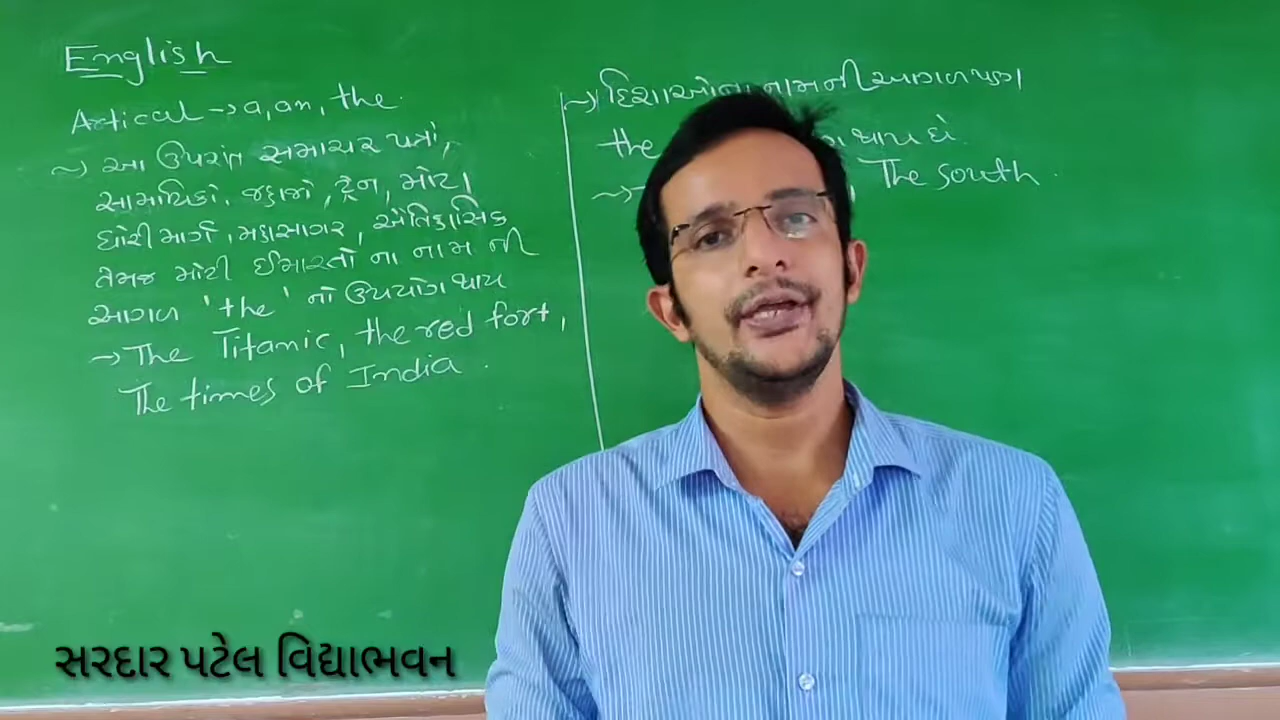 English
Artical → a, an, the.
~> આ ઉપરાંત સમાચાર પત્રો,
સામયિકો, જહાજો, ટ્રેન, મોટા
ધોરી માર્ગ, મહાસાગર, ઐતિહાસિક
તેમજ મોટી ઈમારતો ના નામ ની
આગળ 'the' નો ઉપયોગ થાય
→ The Titanic, the red fort,
The times of India.
~> દિશાઓના નામની આગળ પણ
the થાય છે.
~> The south.
સરદાર પટેલ વિદ્યાભવન